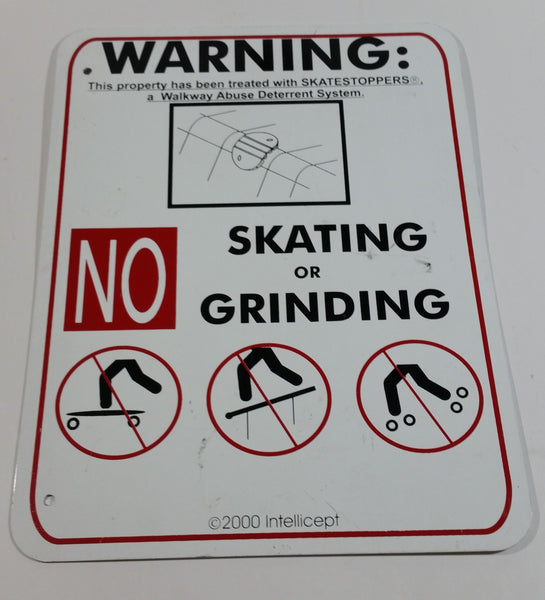 WARNING:
This property has been treated with SKATESTOPPERS®,
a Walkway Abuse Deterrent System.
NO
SKATING
OR
GRINDING
©2000 Intellicept